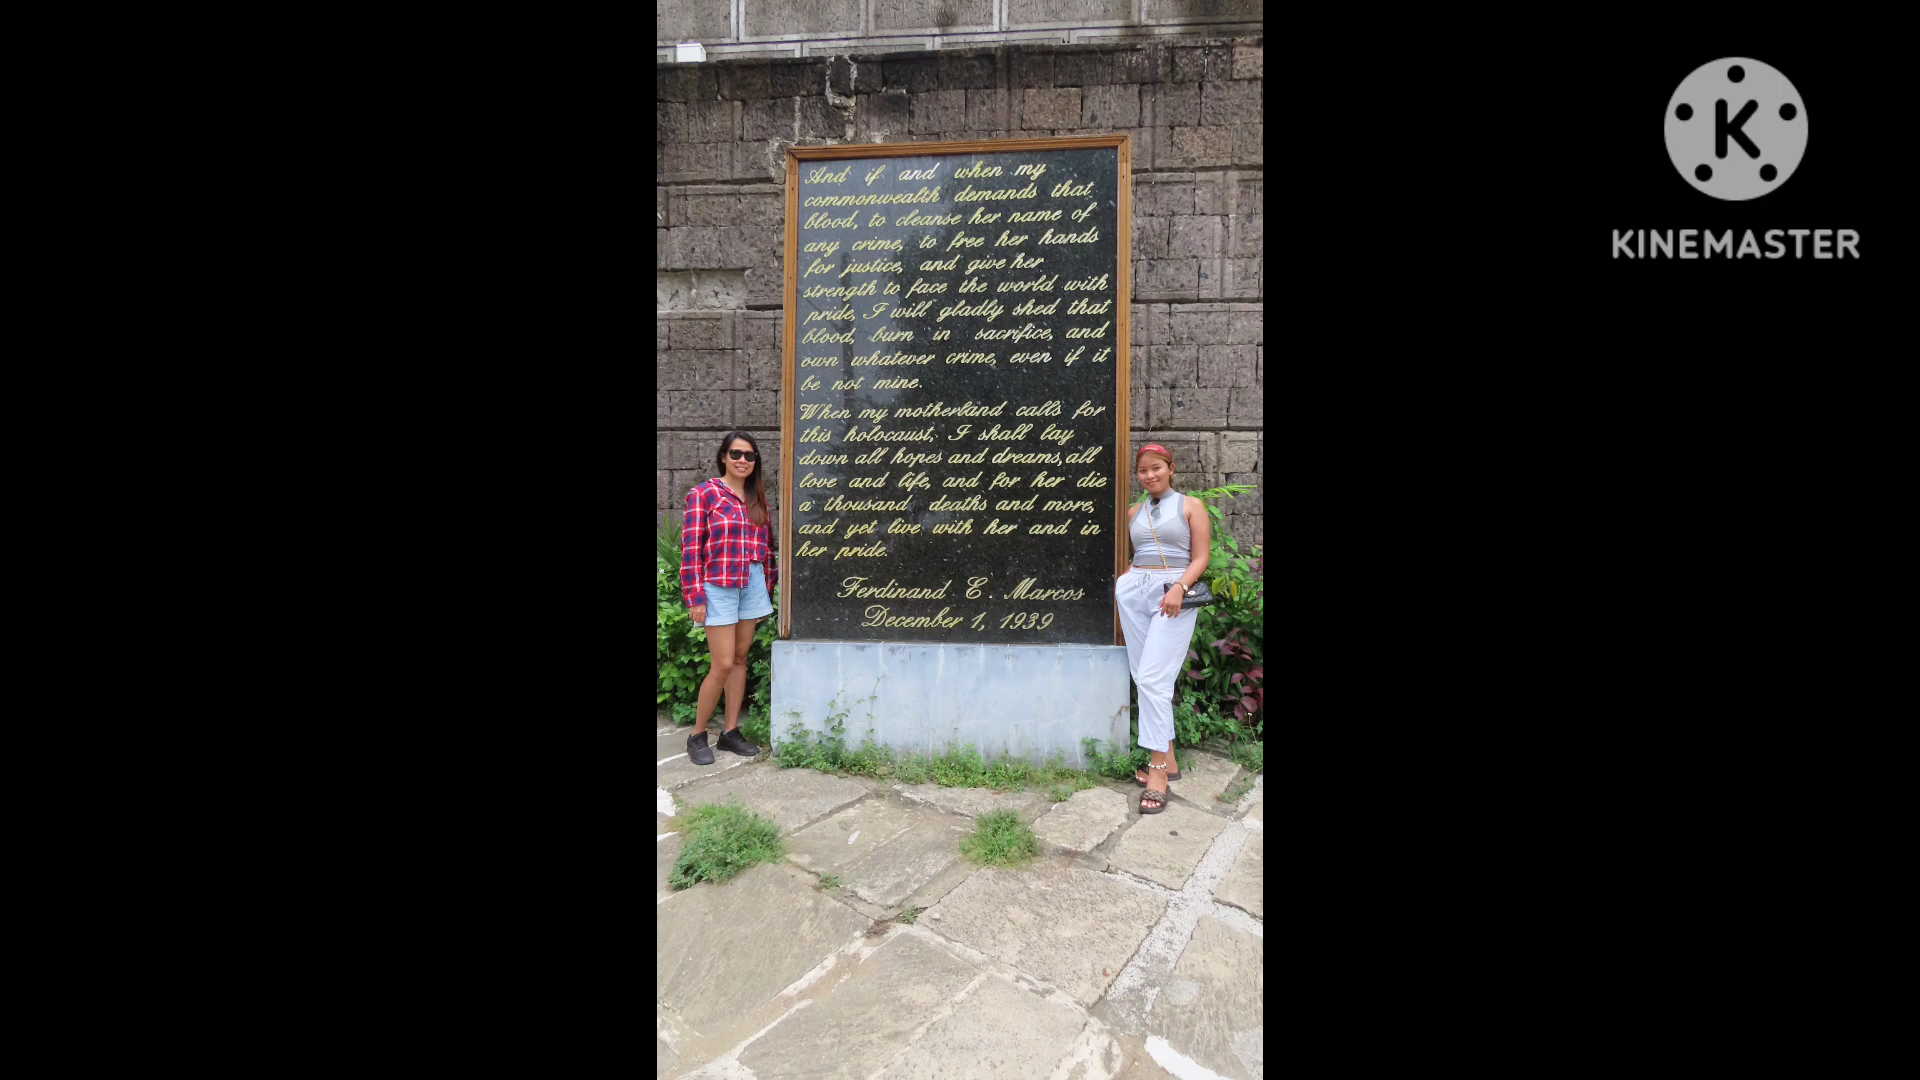 And if and when my
commonwealth demands that
blood, to cleanse her name of
any crime, to free her hands
for justice, and give her
strength to face the world with
pride, I will gladly shed that
blood, burn in sacrifice, and
own whatever crime, even if it
be not mine.
When my motherland calls for
this holocaust, I shall lay
down all hopes and dreams, all
love and life, and for her die
a thousand deaths and more,
and yet live with her and in
her pride.
Ferdinand E. Marcos
December 1, 1939
K
KINEMASTER